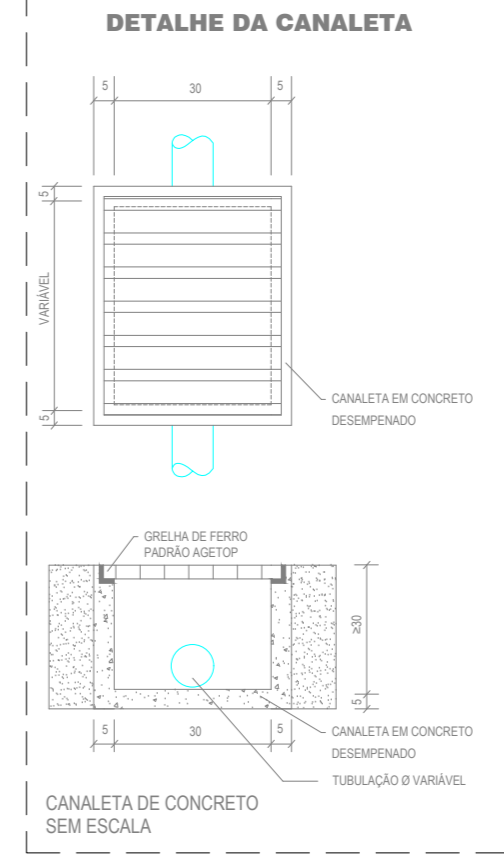 DETALHE DA CANALETA
5 30 5
5
VARIÁVEL
5
CANALETA EM CONCRETO
DESEMPENADO
GRELHA DE FERRO
PADRÃO AGETOP
≥30
5
5 30 5
CANALETA EM CONCRETO
DESEMPENADO
TUBULAÇÃO Ø VARIÁVEL
CANALETA DE CONCRETO
SEM ESCALA